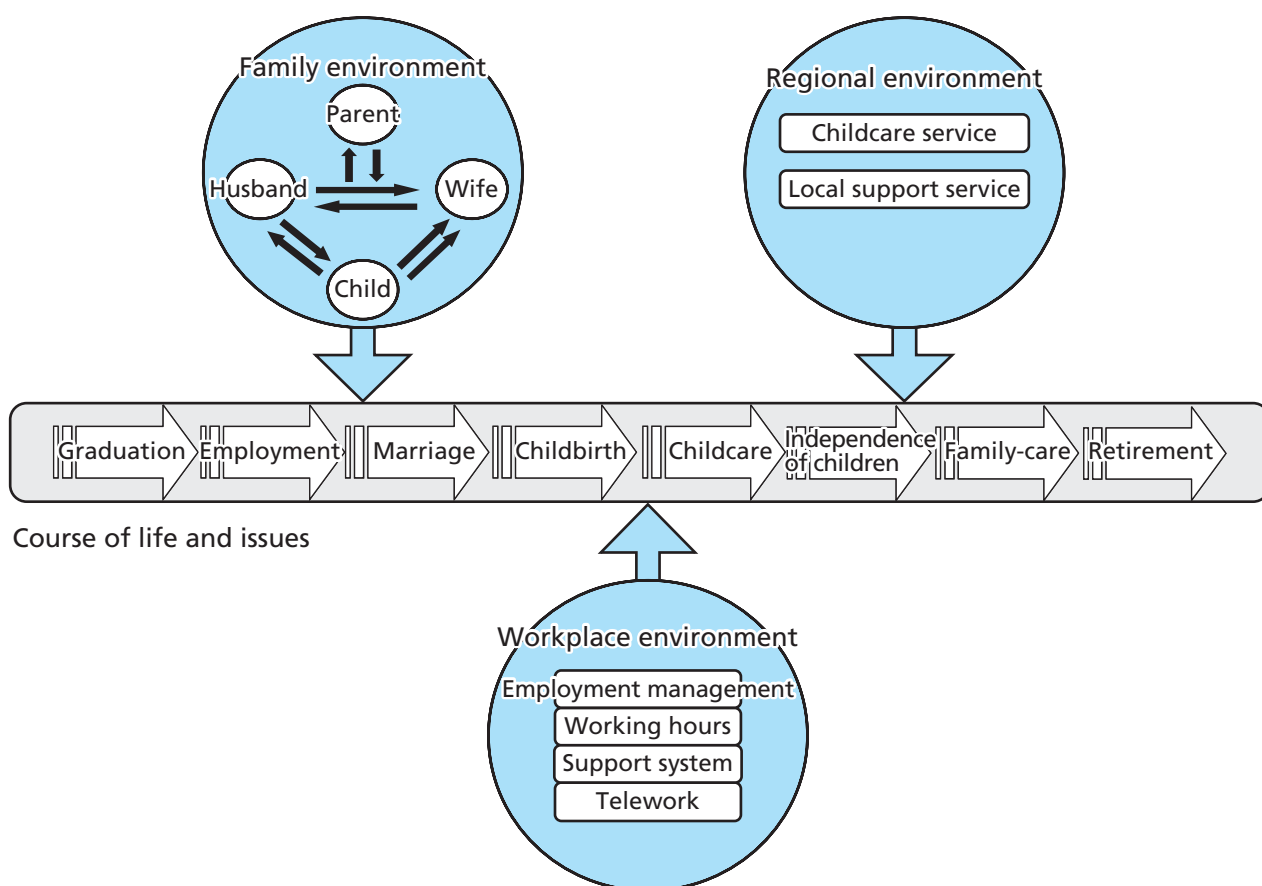 Family environment
Parent
Husband
Wife
Child
Regional environment
Childcare service
Local support service
Graduation
Employment
Marriage
Childbirth
Childcare
Independence
of children
Family-care
Retirement
Course of life and issues
Workplace environment
Employment management
Working hours
Support system
Telework